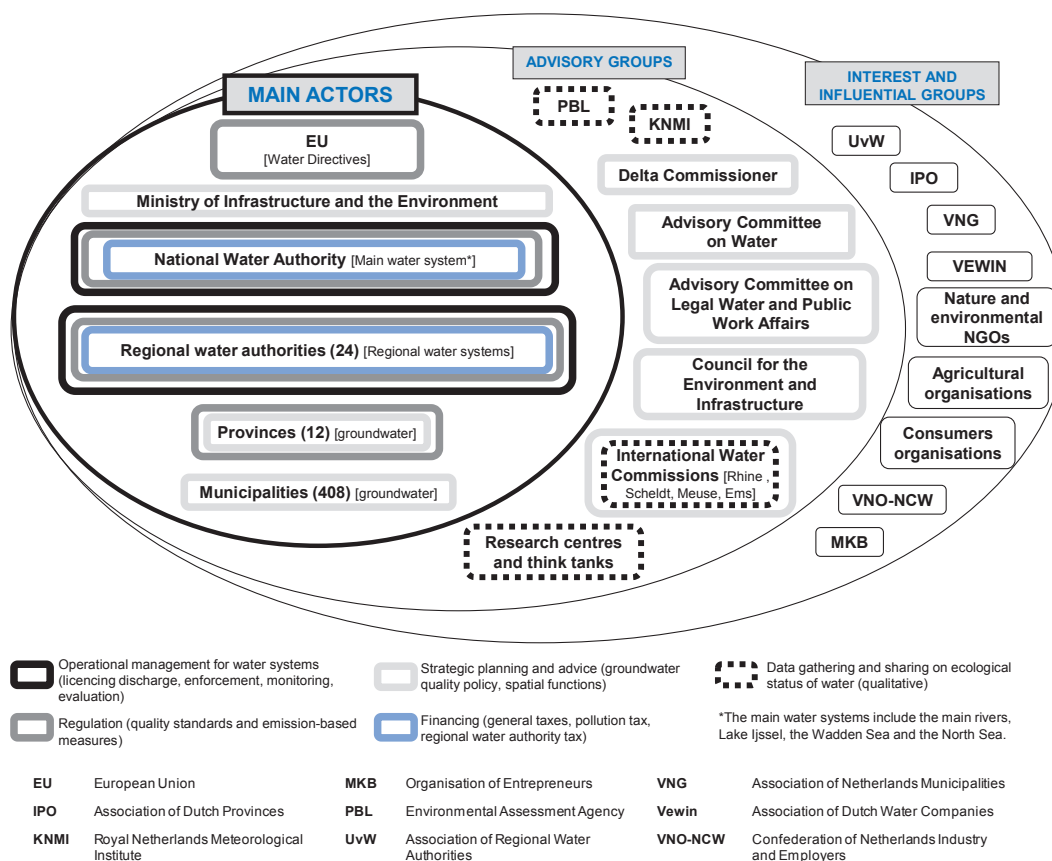 MAIN ACTORS
EU
[Water Directives]
Ministry of Infrastructure and the Environment
National Water Authority [Main water system*]
Regional water authorities (24) [Regional water systems]
Provinces (12) [groundwater]
Municipalities (408) [groundwater]
ADVISORY GROUPS
PBL
KNMI
Delta Commissioner
Advisory Committee
on Water
Advisory Committee on
Legal Water and Public
Work Affairs
Council for the
Environment and
Infrastructure
International Water
Commissions [Rhine ,
Scheldt, Meuse, Ems]
Research centres
and think tanks
INTEREST AND
INFLUENTIAL GROUPS
UvW
IPO
VNG
VEWIN
Nature and
environmental
NGOs
Agricultural
organisations
Consumers
organisations
VNO-NCW
MKB
Operational management for water systems
(licencing discharge, enforcement, monitoring,
evaluation)
Strategic planning and advice (groundwater
quality policy, spatial functions)
Data gathering and sharing on ecological
status of water (qualitative)
Regulation (quality standards and emission-based
measures)
Financing (general taxes, pollution tax,
regional water authority tax)
*The main water systems include the main rivers,
Lake Ijssel, the Wadden Sea and the North Sea.
EU European Union
MKB Organisation of Entrepreneurs
VNG Association of Netherlands Municipalities
IPO Association of Dutch Provinces
PBL Environmental Assessment Agency
Vewin Association of Dutch Water Companies
KNMI Royal Netherlands Meteorological
Institute
UvW Association of Regional Water
Authorities
VNO-NCW Confederation of Netherlands Industry
and Employers